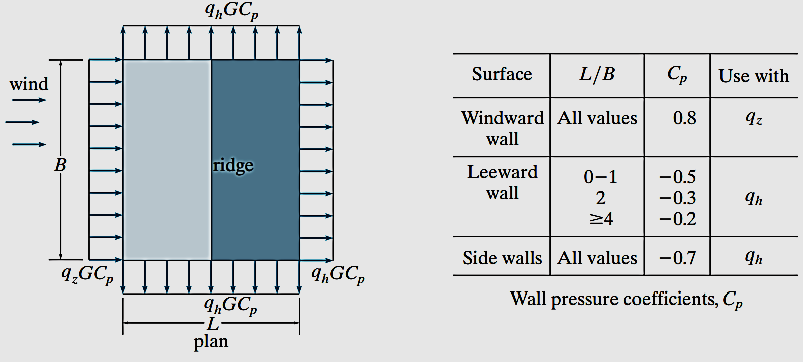 q_hGC_p
q_hGC_p
wind
B
ridge
q_zGC_p
q_hGC_p
q_hGC_p
L
plan
Surface L/B C_p Use with
Windward All values 0.8 q_z
wall
Leeward 0–1 −0.5
wall 2 −0.3 q_h
≥4 −0.2
Side walls All values −0.7 q_h
Wall pressure coefficients, C_p